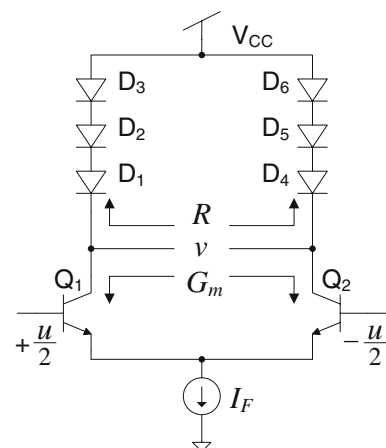 V_CC
D_3 D_6
D_2 D_5
D_1 D_4
R
v
Q_1 G_m Q_2
+u/2 -u/2
I_F